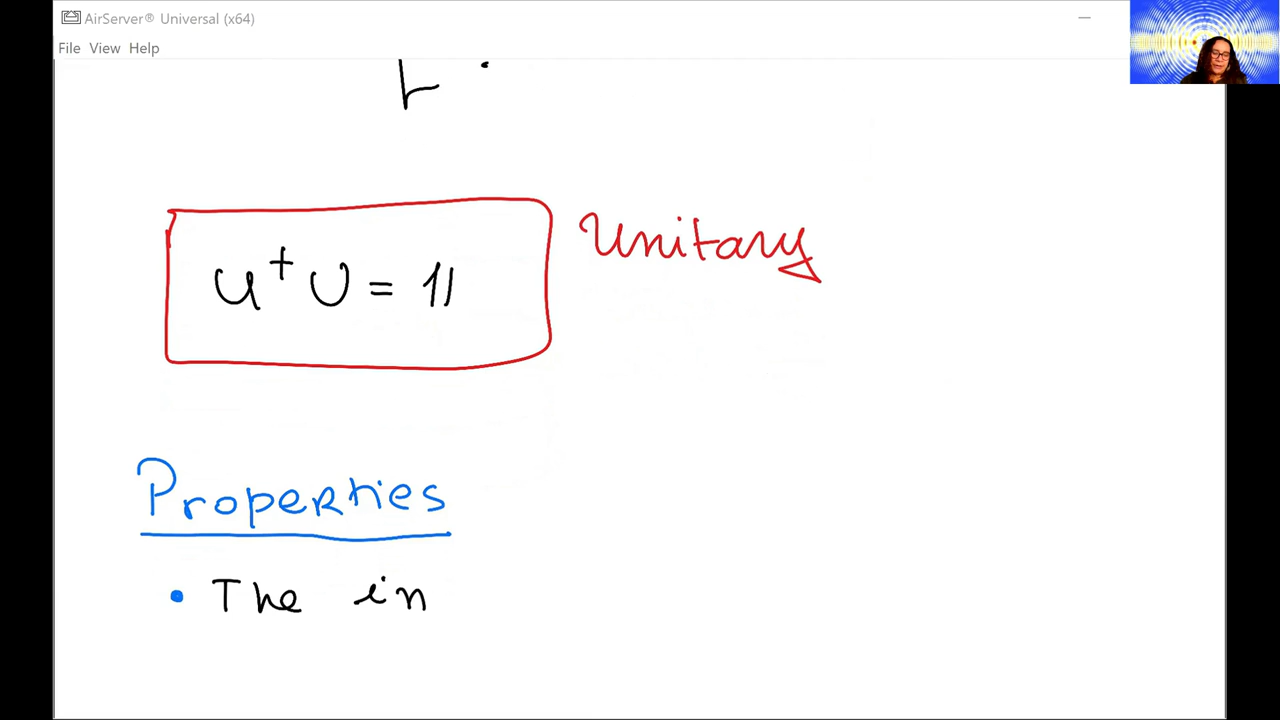 AirServer® Universal (x64)
File View Help
U† U = 𝟙
Unitary
Properties
• The in